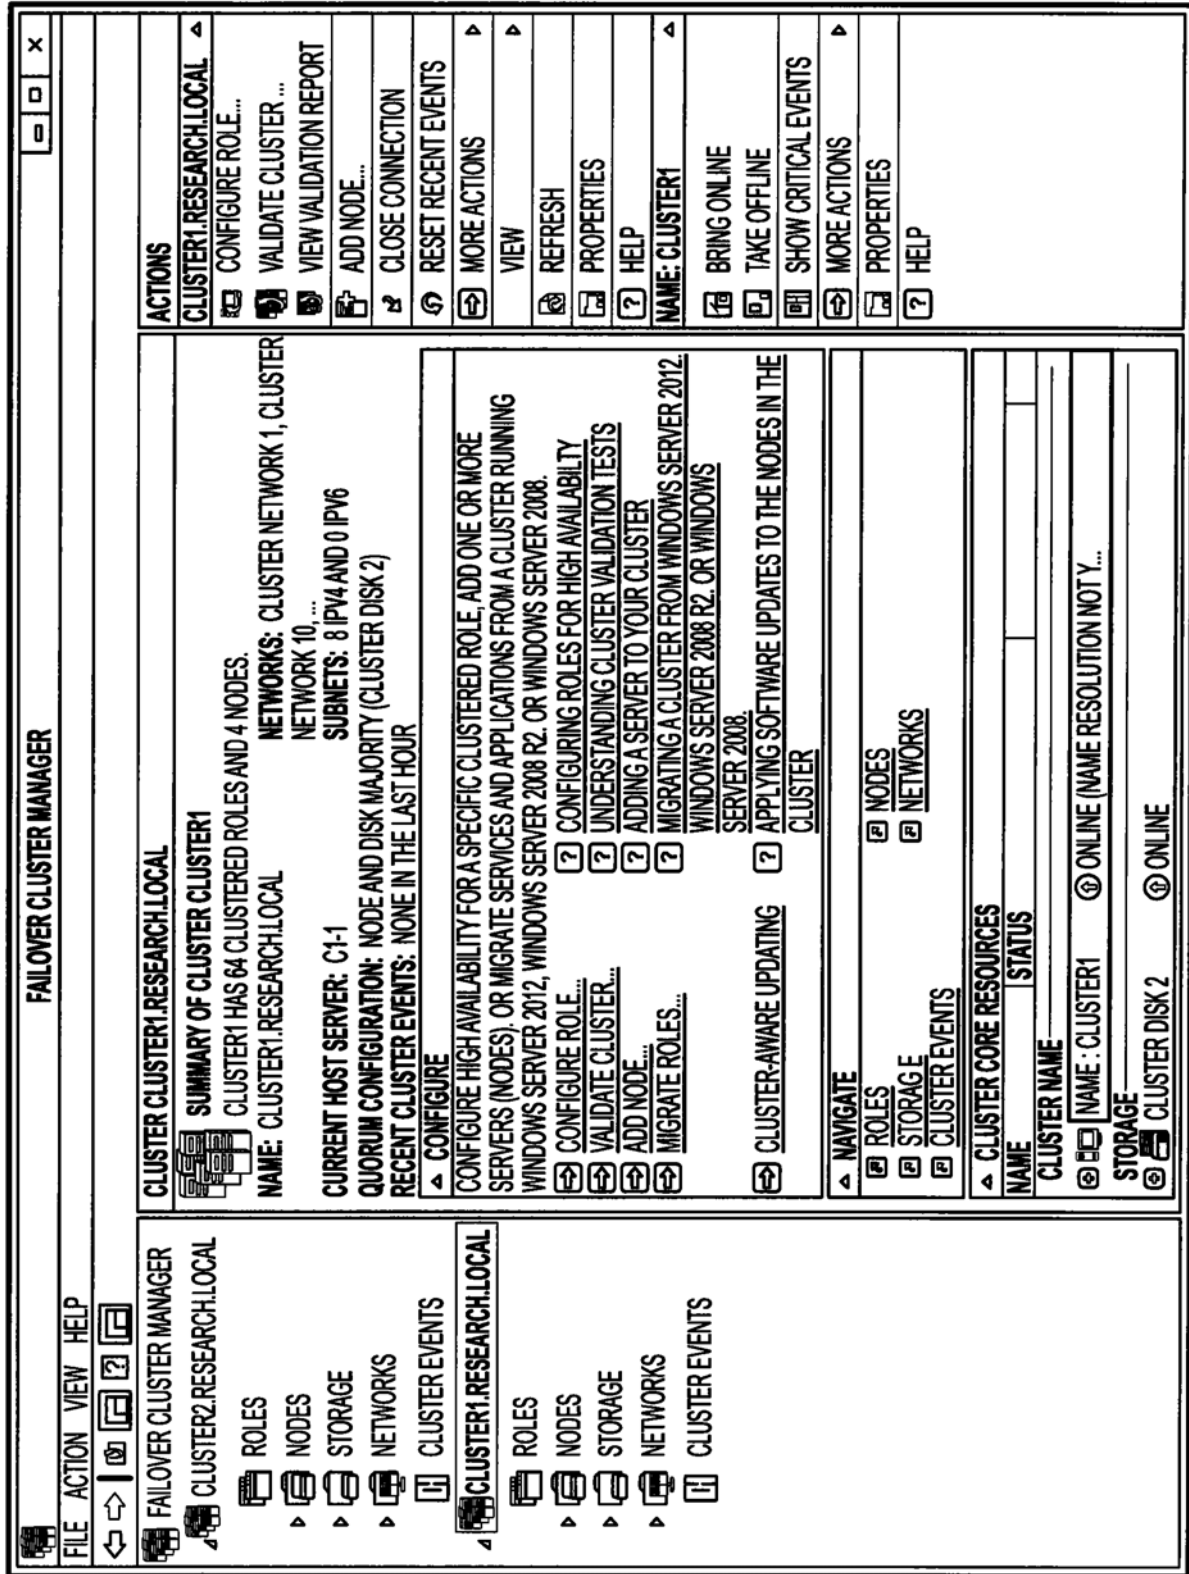 FAILOVER CLUSTER MANAGER
FILE ACTION VIEW HELP
FAILOVER CLUSTER MANAGER
CLUSTER2.RESEARCH.LOCAL
ROLES
NODES
STORAGE
NETWORKS
CLUSTER EVENTS
CLUSTER1.RESEARCH.LOCAL
ROLES
NODES
STORAGE
NETWORKS
CLUSTER EVENTS
CLUSTER CLUSTER1.RESEARCH.LOCAL
SUMMARY OF CLUSTER CLUSTER1
CLUSTER1 HAS 64 CLUSTERED ROLES AND 4 NODES.
NAME: CLUSTER1.RESEARCH.LOCAL
NETWORKS: CLUSTER NETWORK 1, CLUSTER
NETWORK 10, ...
CURRENT HOST SERVER: C1-1
SUBNETS: 8 IPV4 AND 0 IPV6
QUORUM CONFIGURATION: NODE AND DISK MAJORITY (CLUSTER DISK 2)
RECENT CLUSTER EVENTS: NONE IN THE LAST HOUR
CONFIGURE
CONFIGURE HIGH AVAILABILITY FOR A SPECIFIC CLUSTERED ROLE, ADD ONE OR MORE
SERVERS (NODES). OR MIGRATE SERVICES AND APPLICATIONS FROM A CLUSTER RUNNING
WINDOWS SERVER 2012, WINDOWS SERVER 2008 R2. OR WINDOWS SERVER 2008.
CONFIGURE ROLE...
? CONFIGURING ROLES FOR HIGH AVAILABILTY
VALIDATE CLUSTER...
? UNDERSTANDING CLUSTER VALIDATION TESTS
ADD NODE...
? ADDING A SERVER TO YOUR CLUSTER
MIGRATE ROLES...
? MIGRATING A CLUSTER FROM WINDOWS SERVER 2012.
WINDOWS SERVER 2008 R2. OR WINDOWS
SERVER 2008.
CLUSTER-AWARE UPDATING
? APPLYING SOFTWARE UPDATES TO THE NODES IN THE
CLUSTER
NAVIGATE
ROLES
NODES
STORAGE
NETWORKS
CLUSTER EVENTS
CLUSTER CORE RESOURCES
NAME STATUS
CLUSTER NAME
NAME : CLUSTER1 ONLINE (NAME RESOLUTION NOT Y...
STORAGE
CLUSTER DISK 2 ONLINE
ACTIONS
CLUSTER1.RESEARCH.LOCAL
CONFIGURE ROLE...
VALIDATE CLUSTER ...
VIEW VALIDATION REPORT
ADD NODE....
CLOSE CONNECTION
RESET RECENT EVENTS
MORE ACTIONS
VIEW
REFRESH
PROPERTIES
? HELP
NAME: CLUSTER1
BRING ONLINE
TAKE OFFLINE
SHOW CRITICAL EVENTS
MORE ACTIONS
PROPERTIES
? HELP